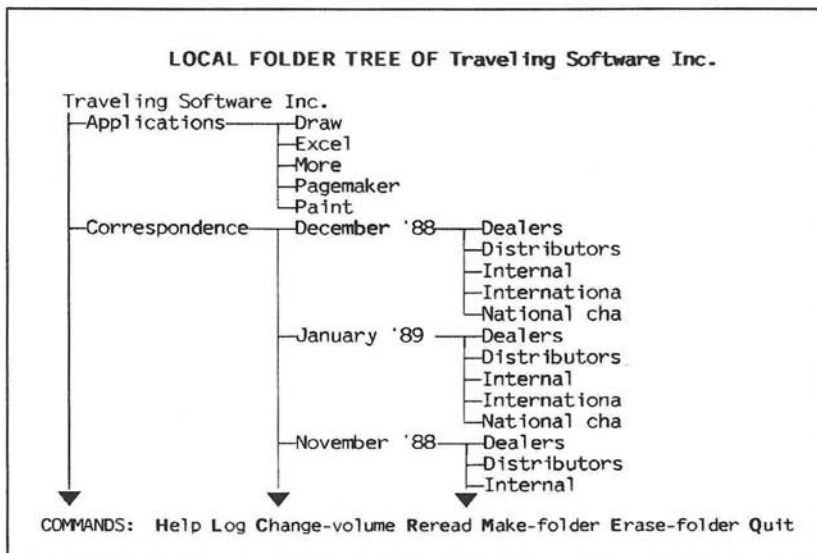 LOCAL FOLDER TREE OF Traveling Software Inc.
Traveling Software Inc.
Applications Draw
Excel
More
Pagemaker
Paint
Correspondence December '88 Dealers
Distributors
Internal
Internationa
National cha
January '89 Dealers
Distributors
Internal
Internationa
National cha
November '88 Dealers
Distributors
Internal
COMMANDS: Help Log Change-volume Reread Make-folder Erase-folder Quit